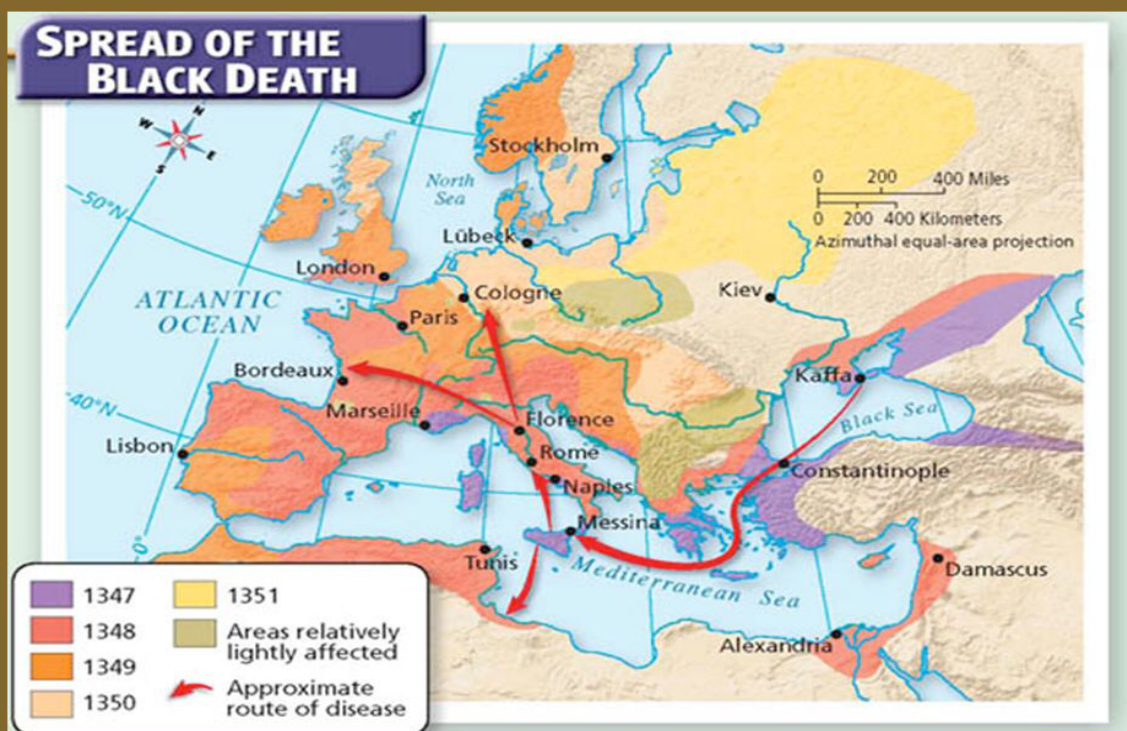 SPREAD OF THE
BLACK DEATH
N
W
E
S
Stockholm
North
Sea
0 200 400 Miles
0 200 400 Kilometers
Azimuthal equal-area projection
50°N
Lübeck
London
Cologne
Kiev
ATLANTIC
OCEAN
Paris
Bordeaux
Kaffa
40°N
Marseille
Florence
Black Sea
Lisbon
Rome
Constantinople
Naples
Messina
Tunis
Mediterranean Sea
Damascus
Alexandria
1347
1348
1349
1350
1351
Areas relatively
lightly affected
Approximate
route of disease